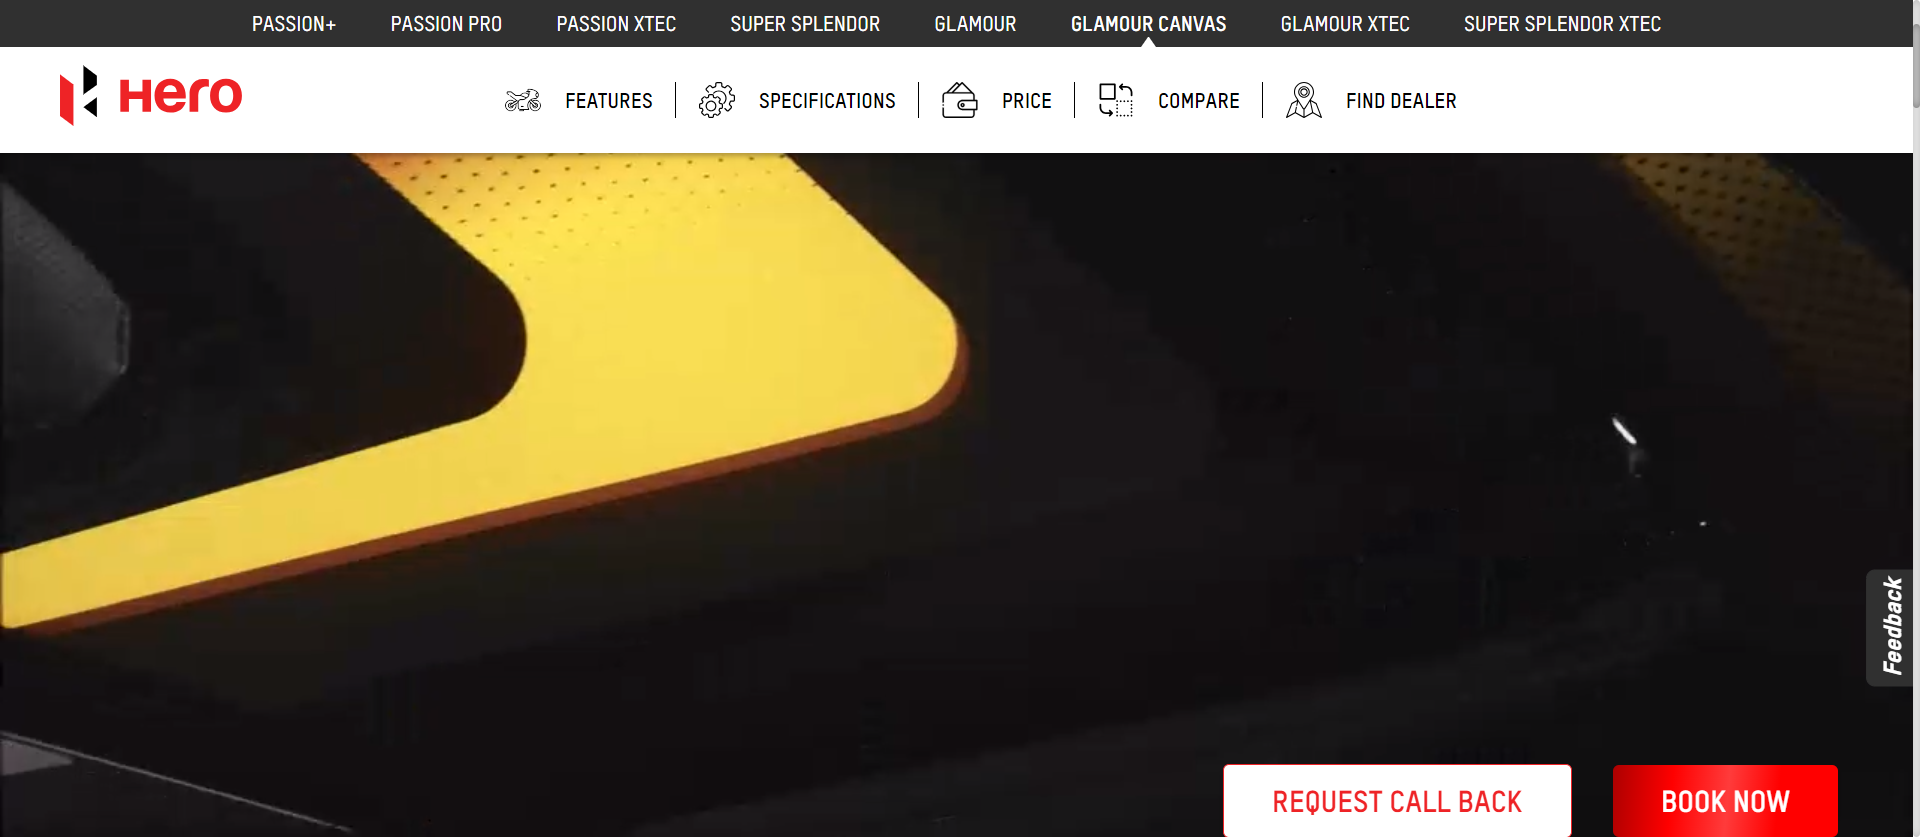 PASSION+ PASSION PRO PASSION XTEC SUPER SPLENDOR GLAMOUR GLAMOUR CANVAS GLAMOUR XTEC SUPER SPLENDOR XTEC
Hero FEATURES SPECIFICATIONS PRICE COMPARE FIND DEALER
Feedback
REQUEST CALL BACK BOOK NOW